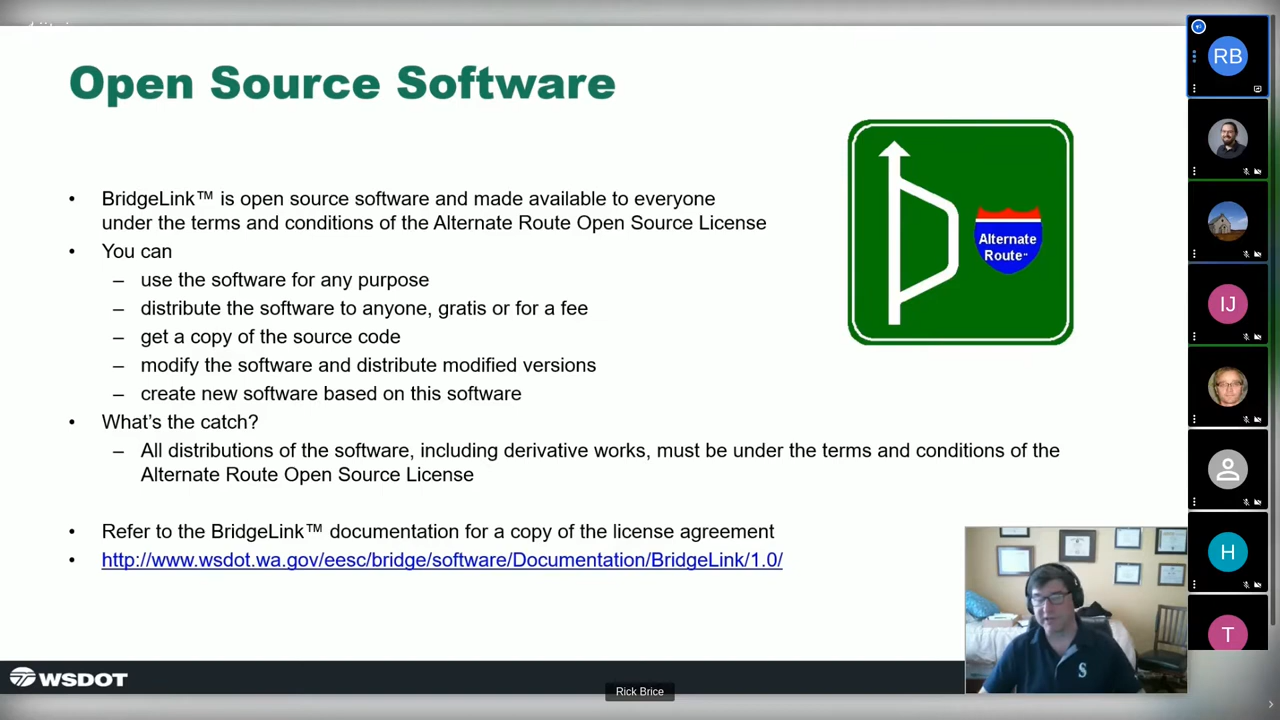 Open Source Software
• BridgeLink™ is open source software and made available to everyone
under the terms and conditions of the Alternate Route Open Source License
• You can
– use the software for any purpose
– distribute the software to anyone, gratis or for a fee
– get a copy of the source code
– modify the software and distribute modified versions
– create new software based on this software
• What’s the catch?
– All distributions of the software, including derivative works, must be under the terms and conditions of the
Alternate Route Open Source License
• Refer to the BridgeLink™ documentation for a copy of the license agreement
• http://www.wsdot.wa.gov/eesc/bridge/software/Documentation/BridgeLink/1.0/
Alternate
Route™
WSDOT
Rick Brice
S
RB
IJ
H
T